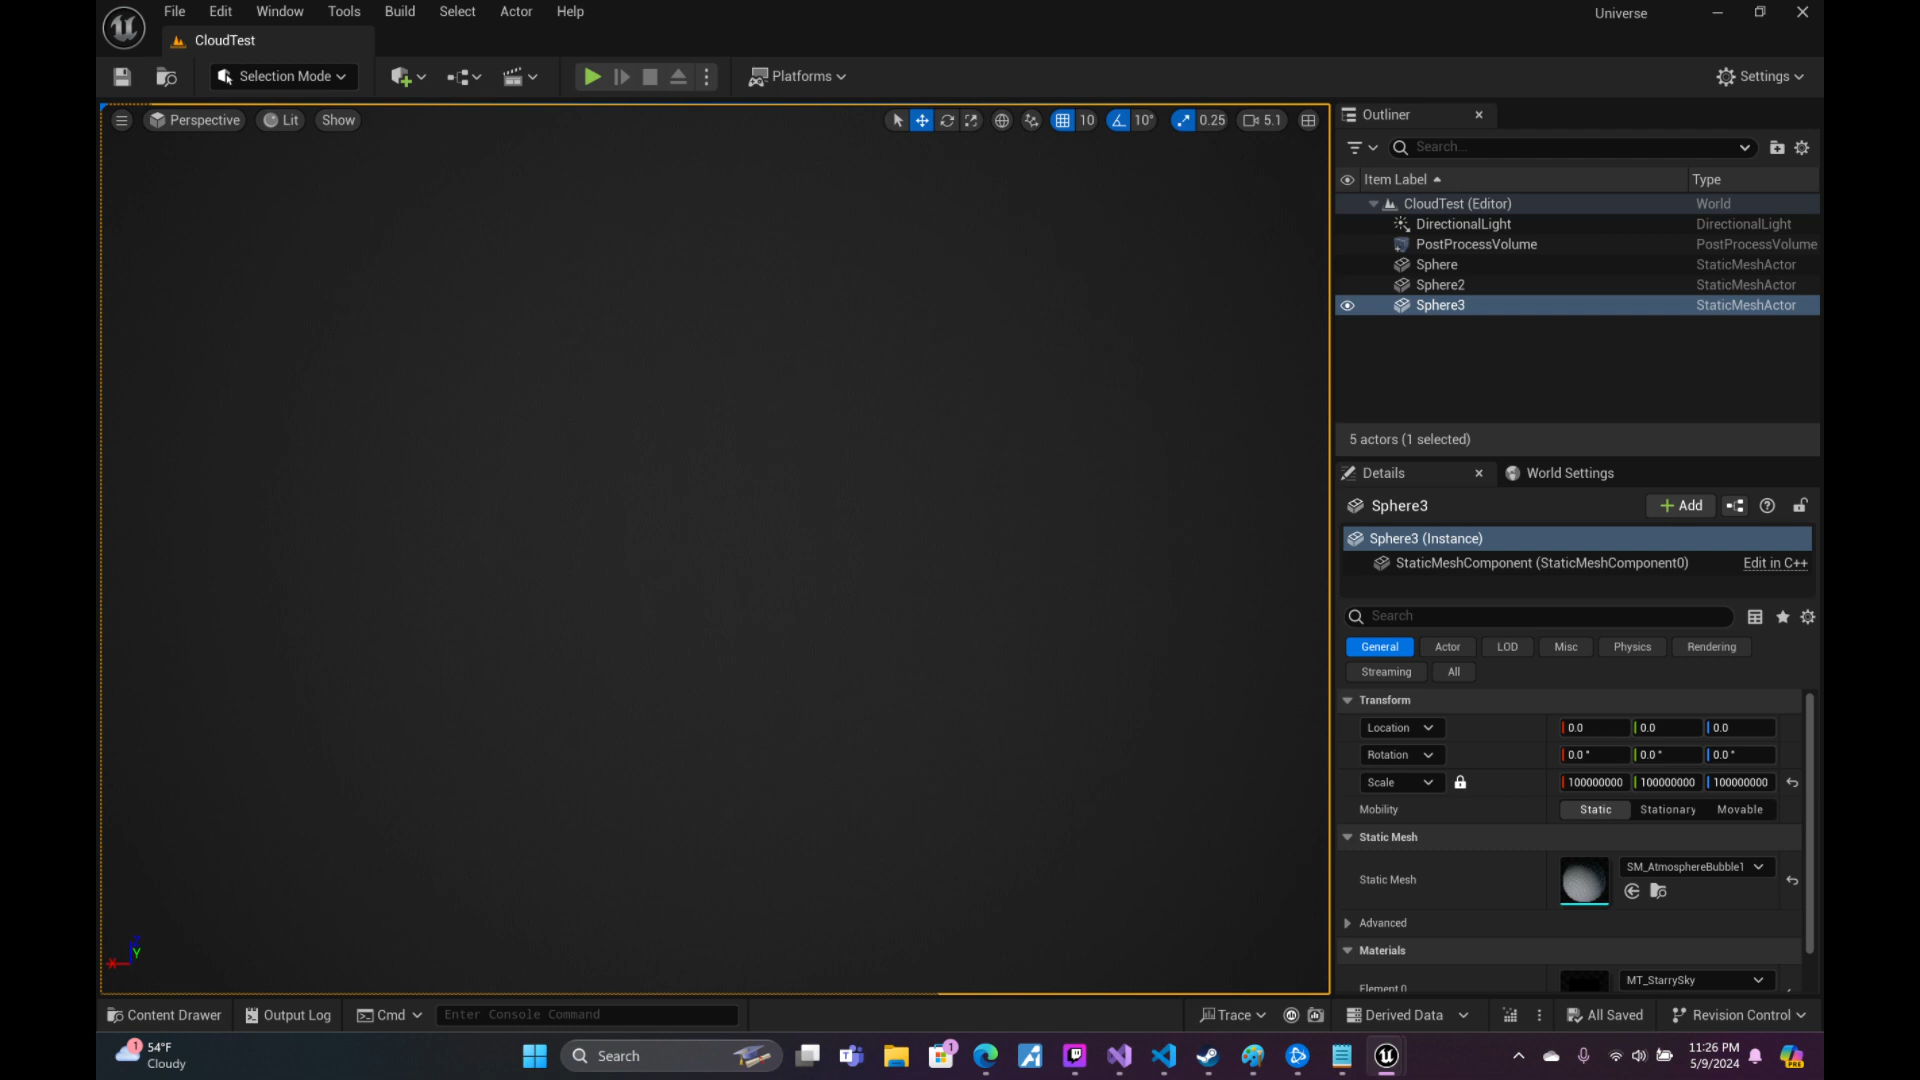 File Edit Window Tools Build Select Actor Help
Universe
CloudTest
Selection Mode
Platforms
Settings
Perspective Lit Show
10 10° 0.25 5.1
Outliner
Search...
Item Label Type
CloudTest (Editor) World
DirectionalLight DirectionalLight
PostProcessVolume PostProcessVolume
Sphere StaticMeshActor
Sphere2 StaticMeshActor
Sphere3 StaticMeshActor
5 actors (1 selected)
Details World Settings
Sphere3 Add
Sphere3 (Instance)
StaticMeshComponent (StaticMeshComponent0) Edit in C++
Search
General Actor LOD Misc Physics Rendering
Streaming All
Transform
Location 0.0 0.0 0.0
Rotation 0.0 ° 0.0 ° 0.0 °
Scale 100000000 100000000 100000000
Mobility Static Stationary Movable
Static Mesh
SM_AtmosphereBubble1
Static Mesh
Advanced
Materials
MT_StarrySky
Element 0
Z
Y
X
Content Drawer Output Log Cmd Enter Console Command Trace Derived Data All Saved Revision Control
1 54°F
Cloudy
Search
1
11:26 PM
5/9/2024
PRE